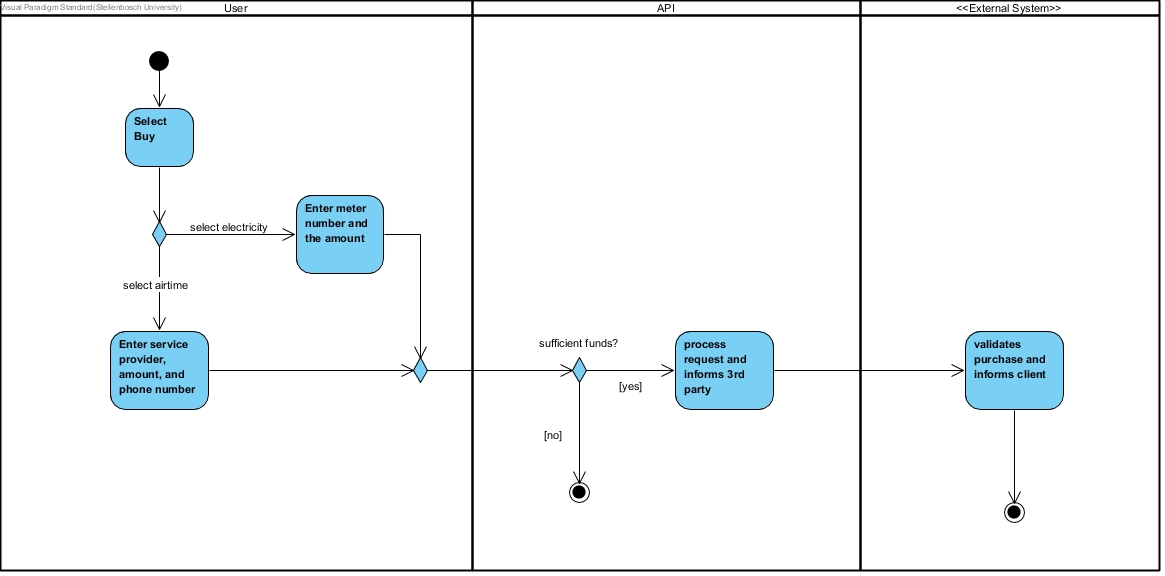 Visual Paradigm Standard(Stellenbosch University)
User
API
<<External System>>
Select
Buy
select electricity
Enter meter
number and
the amount
select airtime
Enter service
provider,
amount, and
phone number
sufficient funds?
[yes]
[no]
process
request and
informs 3rd
party
validates
purchase and
informs client